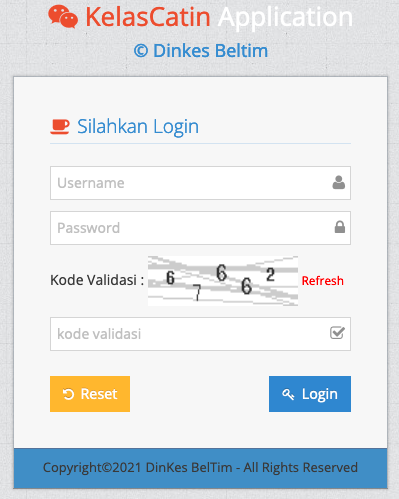 KelasCatin Application
© Dinkes Beltim
Silahkan Login
Username
Password
Kode Validasi : 67662 Refresh
kode validasi
Reset Login
Copyright©2021 DinKes BelTim - All Rights Reserved